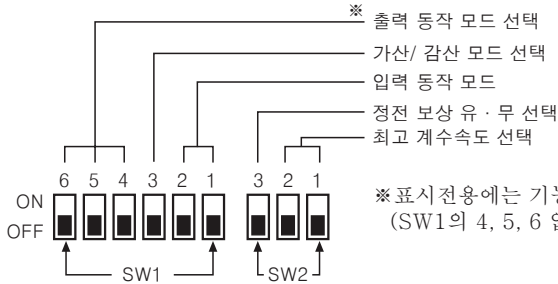 ※ 출력 동작 모드 선택
가산/ 감산 모드 선택
입력 동작 모드
정전 보상 유 · 무 선택
최고 계수속도 선택
6 5 4 3 2 1 3 2 1
ON
OFF
SW1 SW2
※표시전용에는
(SW1의 4, 5, 6